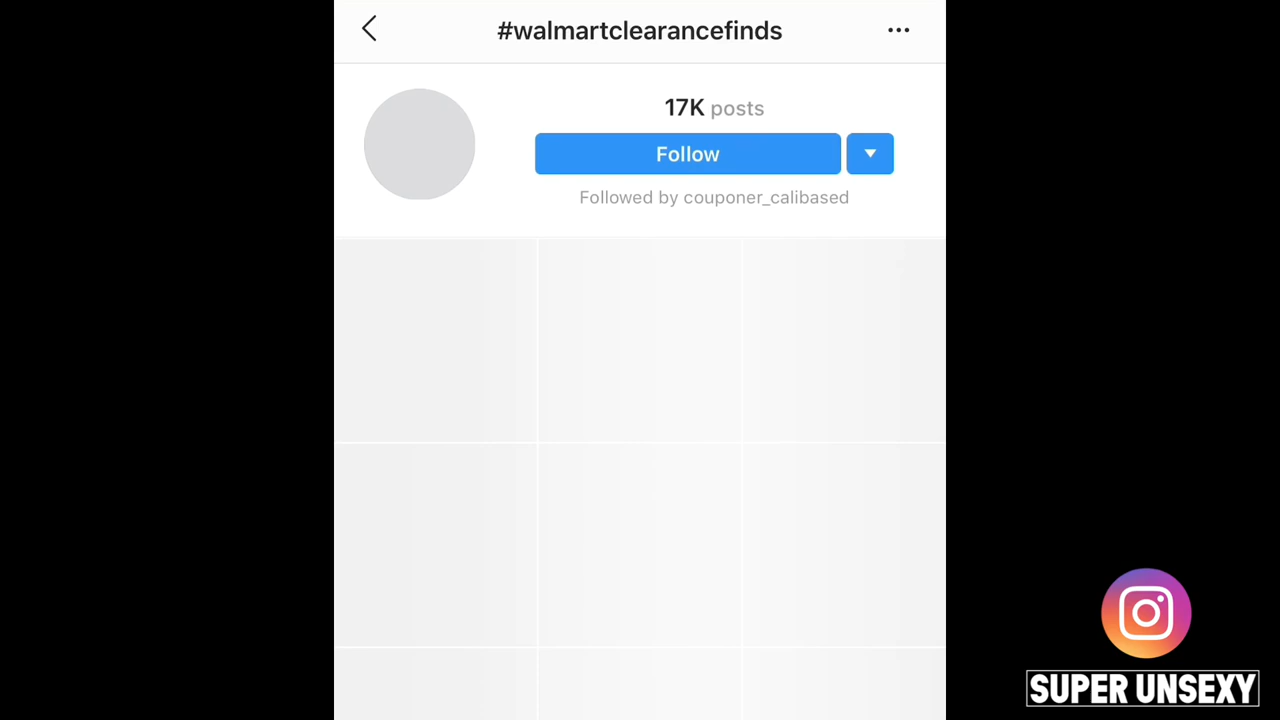 #walmartclearancefinds
17K posts
Follow
Followed by couponer_calibased
SUPER UNSEXY